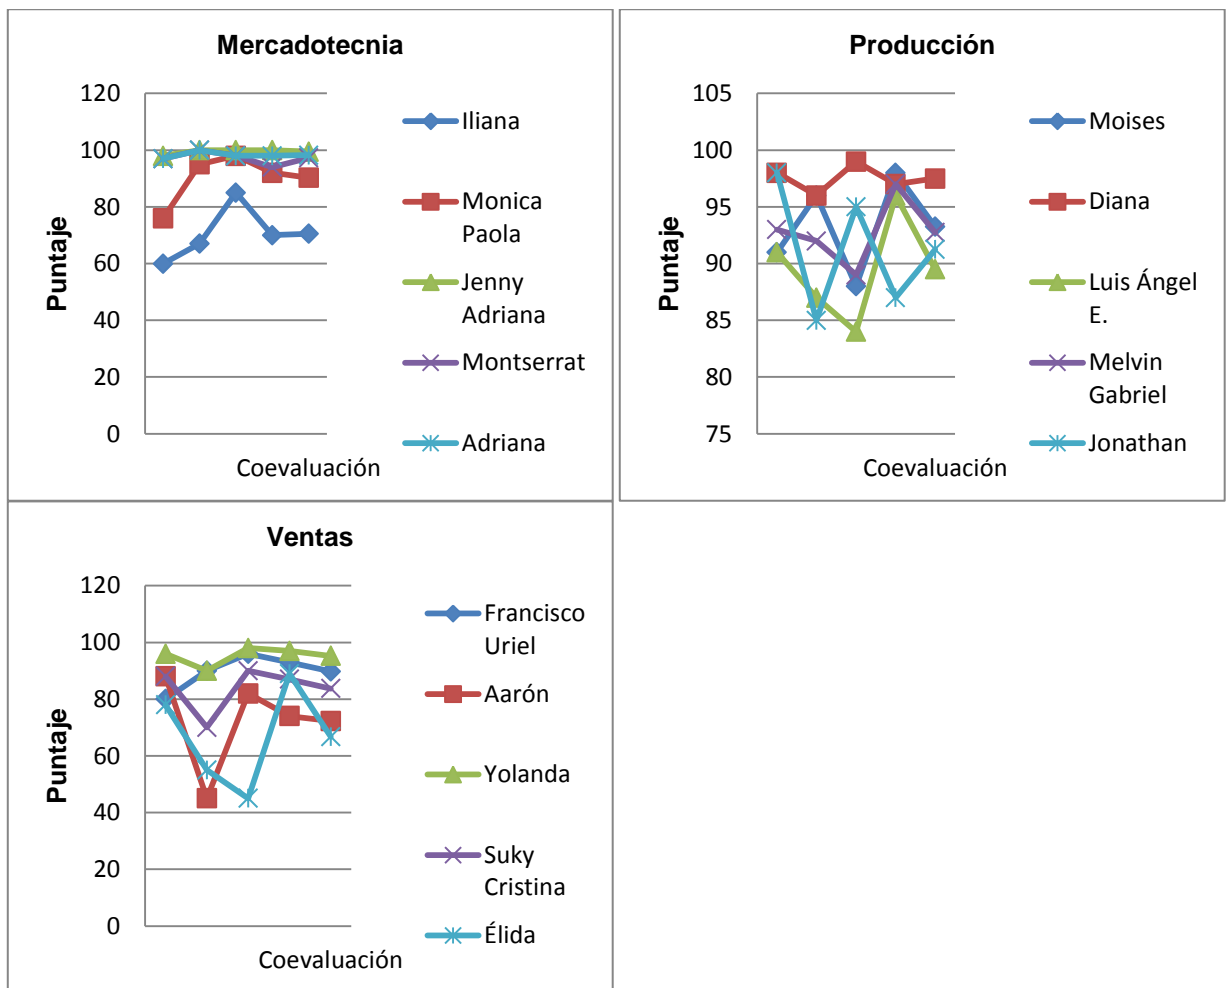 Mercadotecnia
120
100
80
60
40
20
0
Puntaje
Coevaluación
Iliana
Monica
Paola
Jenny
Adriana
Montserrat
Adriana
Producción
105
100
95
90
85
80
75
Puntaje
Coevaluación
Moises
Diana
Luis Ángel
E.
Melvin
Gabriel
Jonathan
Ventas
120
100
80
60
40
20
0
Puntaje
Coevaluación
Francisco
Uriel
Aarón
Yolanda
Suky
Cristina
Élida